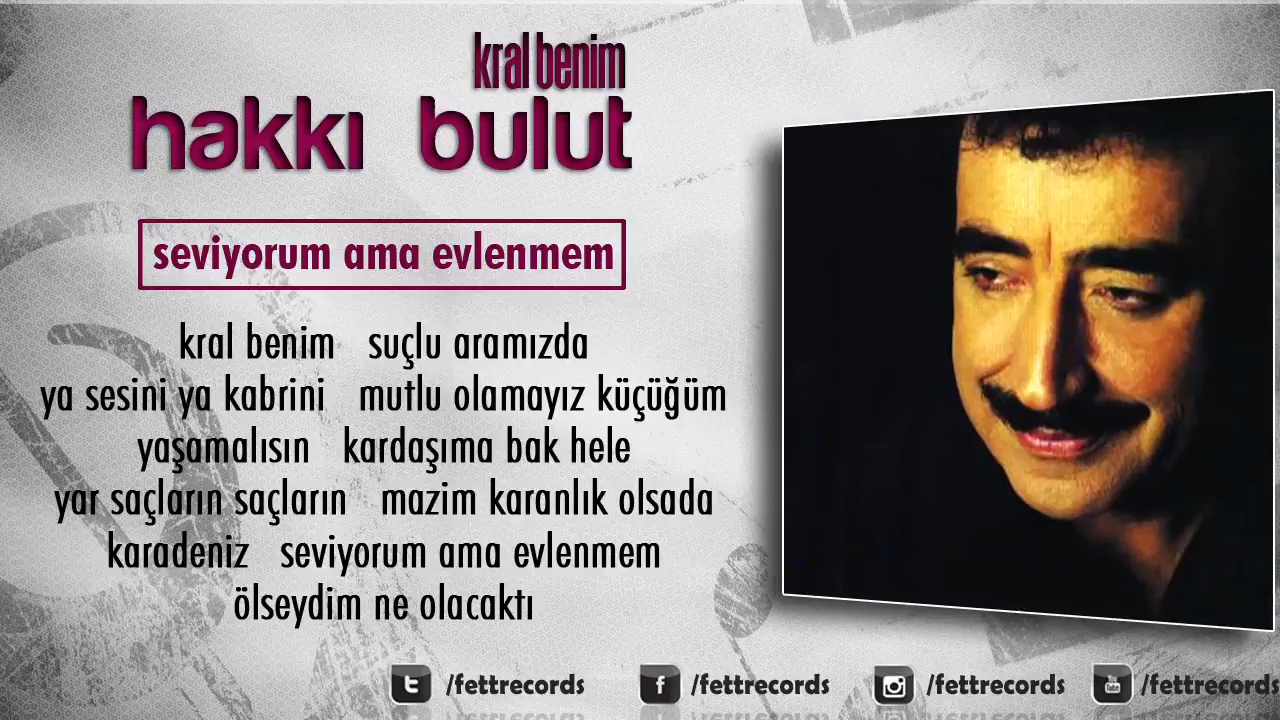 kral benim
hakkı bulut
seviyorum ama evlenmem
kral benim suçlu aramızda
ya sesini ya kabrini mutlu olamayız küçüğüm
yaşamalısın kardaşıma bak hele
yar saçların saçların mazim karanlık olsada
karadeniz seviyorum ama evlenmem
ölseydim ne olacaktı
/fettrecords /fettrecords /fettrecords You Tube /fettrecords